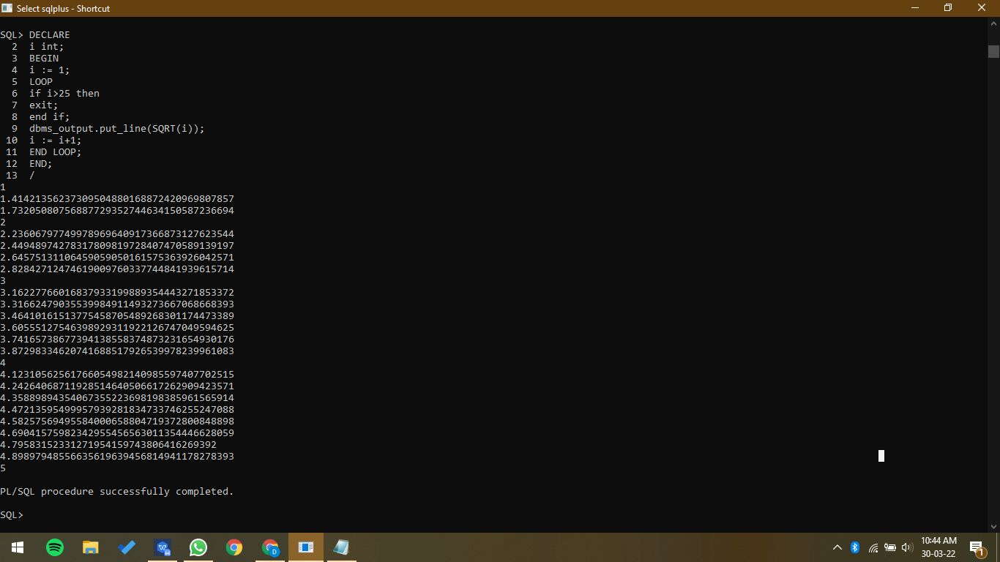 Select sqlplus - Shortcut
SQL> DECLARE
2 i int;
3 BEGIN
4 i := 1;
5 LOOP
6 if i>25 then
7 exit;
8 end if;
9 dbms_output.put_line(SQRT(i));
10 i := i+1;
11 END LOOP;
12 END;
13 /
1
1.41421356237309504880168872420969807857
1.73205080756887729352744634150587236694
2
2.23606797749978969640917366873127623544
2.44948974278317809819728407470589139197
2.64575131106459059050161575363926042571
2.82842712474619009760337744841939615714
3
3.16227766016837933199889354443271853372
3.31662479035539984911493273667068668393
3.46410161513775458705489268301174473389
3.60555127546398929311922126747049594625
3.74165738677394138558374873231654930176
3.87298334620741688517926539978239961083
4
4.12310562561766054982140985597407702515
4.24264068711928514640506617262909423571
4.35889894354067355223698198385961565914
4.47213595499957939281834733746255247088
4.58257569495584000658804719372800848898
4.69041575982342955456563011354446628059
4.79583152331271954159743806416269392
4.89897948556635619639456814941178278393
5
PL/SQL procedure successfully completed.
SQL>
D
10:44 AM
30-03-22
1